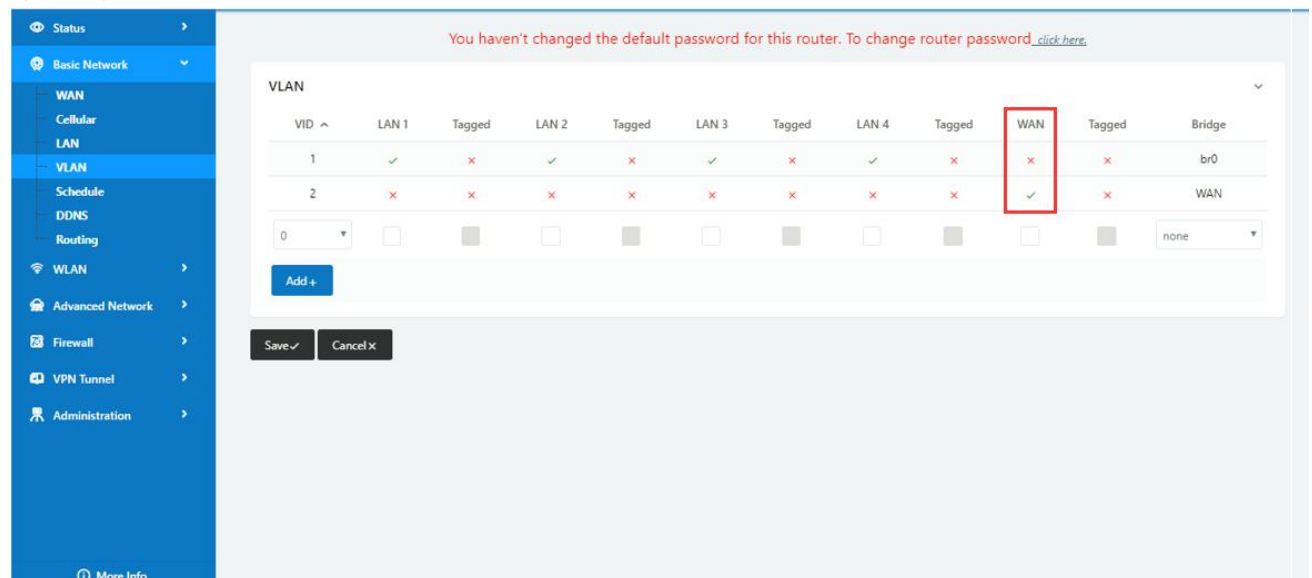 Status
You haven't changed the default password for this router. To change router password click here.
Basic Network
WAN
Cellular
LAN
VLAN
Schedule
DDNS
Routing
WLAN
Advanced Network
Firewall
VPN Tunnel
Administration
More Info
VLAN
VID LAN 1 Tagged LAN 2 Tagged LAN 3 Tagged LAN 4 Tagged WAN Tagged Bridge
1 ✓ × ✓ × ✓ × ✓ × × × br0
2 × × × × × × × × ✓ × WAN
0 none
Add +
Save ✓ Cancel ×